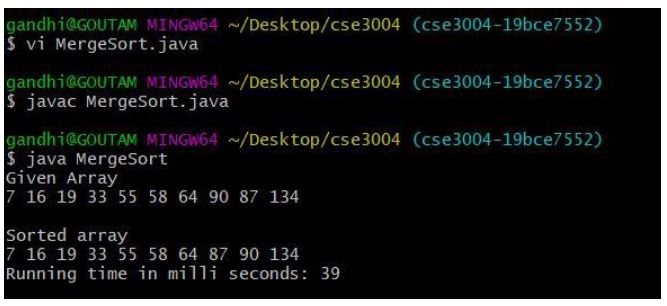 gandhi@GOUTAM MINGW64 ~/Desktop/cse3004 (cse3004-19bce7552)
$ vi MergeSort.java
gandhi@GOUTAM MINGW64 ~/Desktop/cse3004 (cse3004-19bce7552)
$ javac MergeSort.java
gandhi@GOUTAM MINGW64 ~/Desktop/cse3004 (cse3004-19bce7552)
$ java MergeSort
Given Array
7 16 19 33 55 58 64 90 87 134
Sorted array
7 16 19 33 55 58 64 87 90 134
Running time in milli seconds: 39